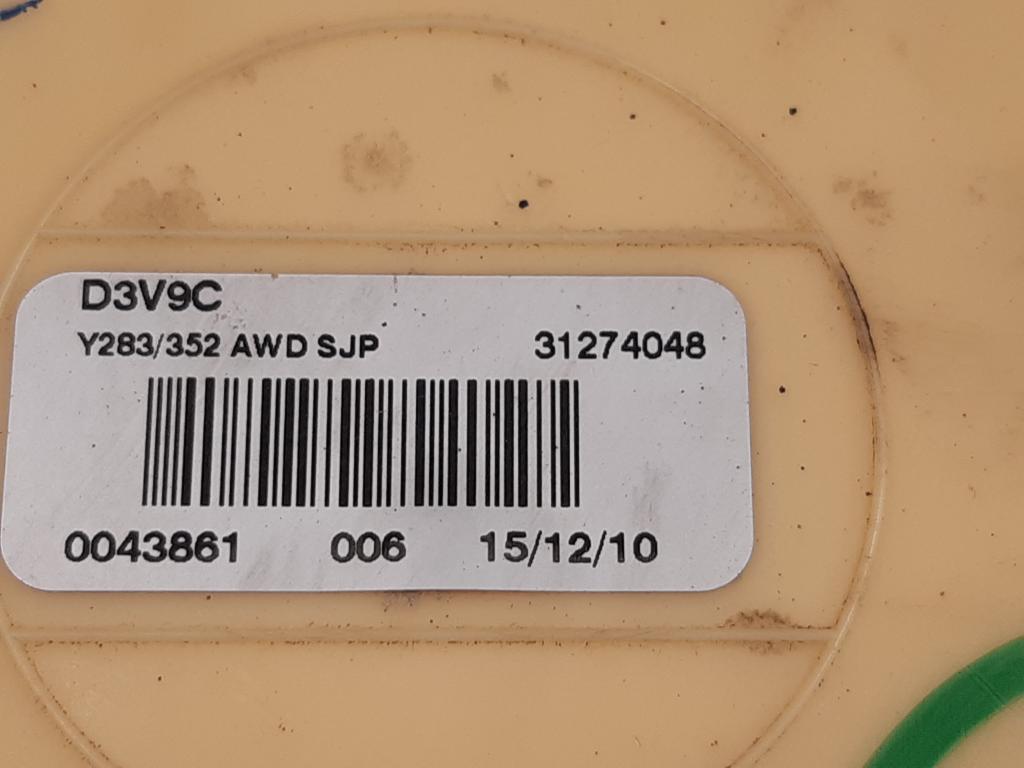 D3V9C
Y283/352 AWD SJP 31274048
0043861 006 15/12/10